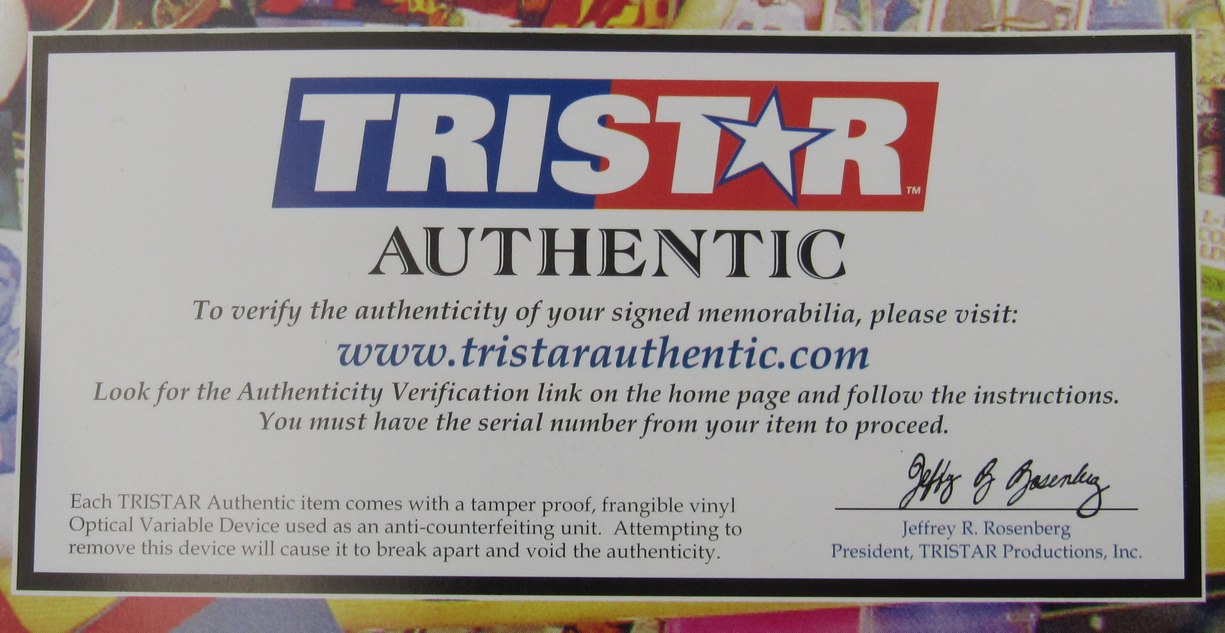 TRISTAR™
AUTHENTIC
To verify the authenticity of your signed memorabilia, please visit:
www.tristarauthentic.com
Look for the Authenticity Verification link on the home page and follow the instructions.
You must have the serial number from your item to proceed.
Each TRISTAR Authentic item comes with a tamper proof, frangible vinyl
Optical Variable Device used as an anti-counterfeiting unit. Attempting to
remove this device will cause it to break apart and void the authenticity.
Jeffrey R. Rosenberg
Jeffrey R. Rosenberg
President, TRISTAR Productions, Inc.